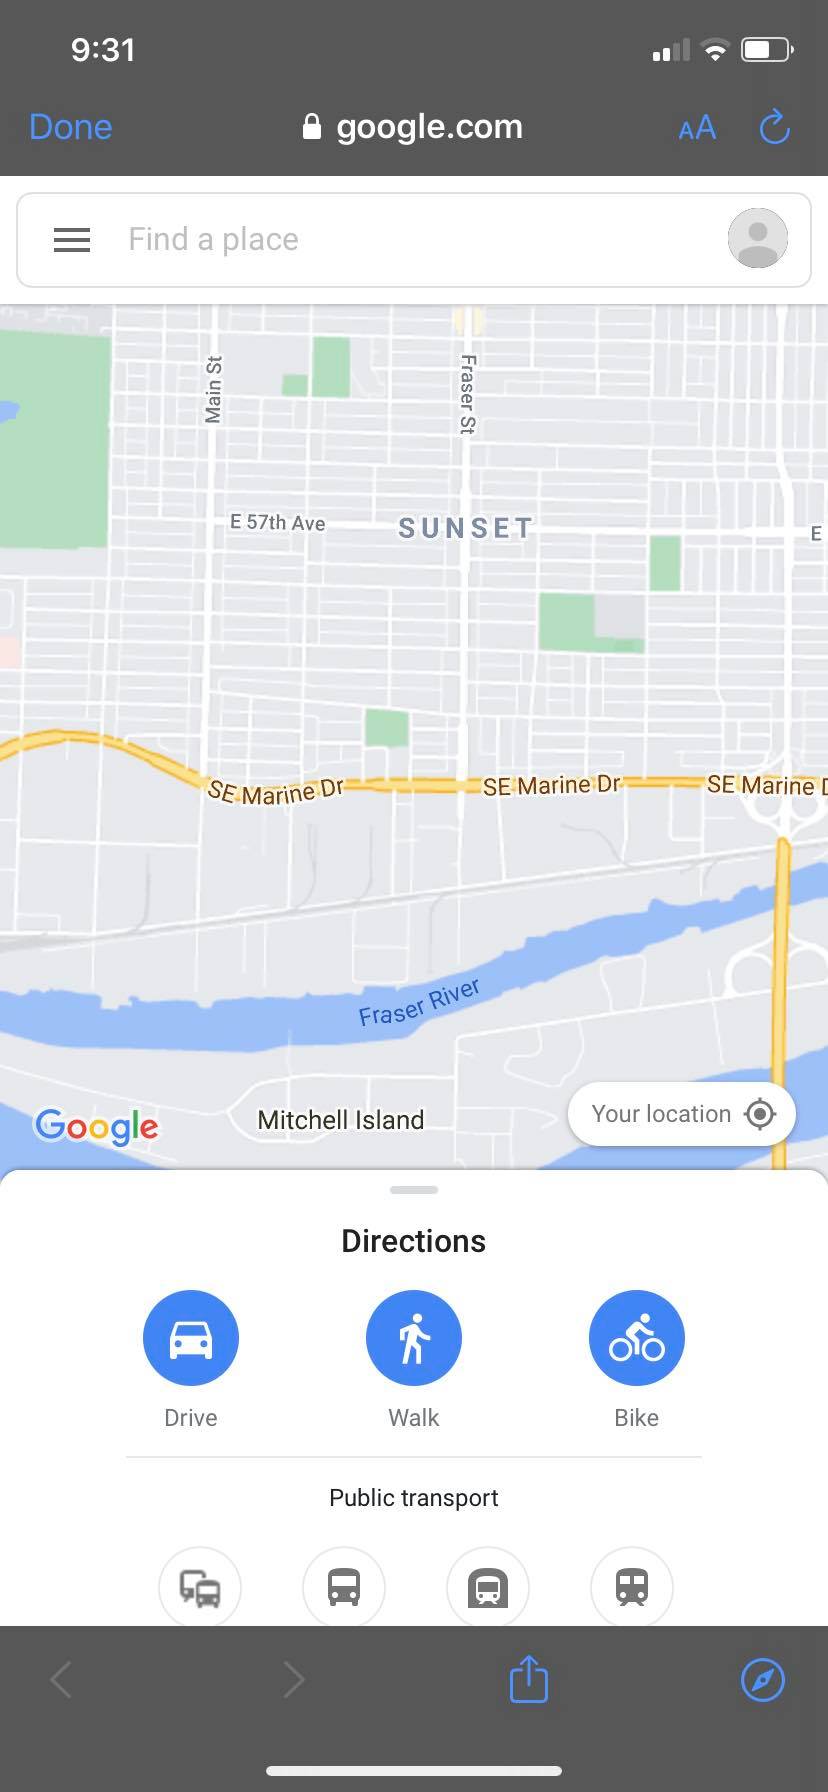 9:31
Done
google.com
AA
Find a place
Main St
Fraser St
E 57th Ave
SUNSET
E
SE Marine Dr
SE Marine Dr
SE Marine D
Fraser River
Google
Mitchell Island
Your location
Directions
Drive
Walk
Bike
Public transport